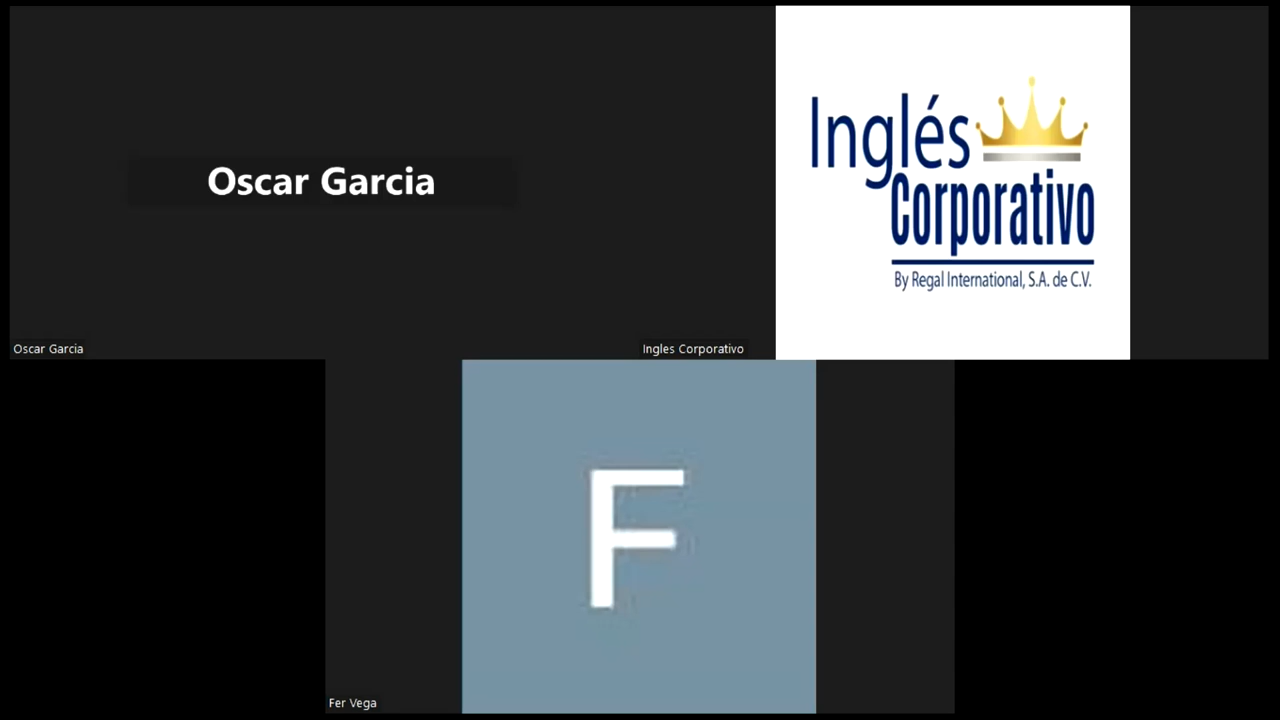 Oscar Garcia
Oscar Garcia
Inglés
Corporativo
By Regal International, S.A. de C.V.
Ingles Corporativo
F
Fer Vega